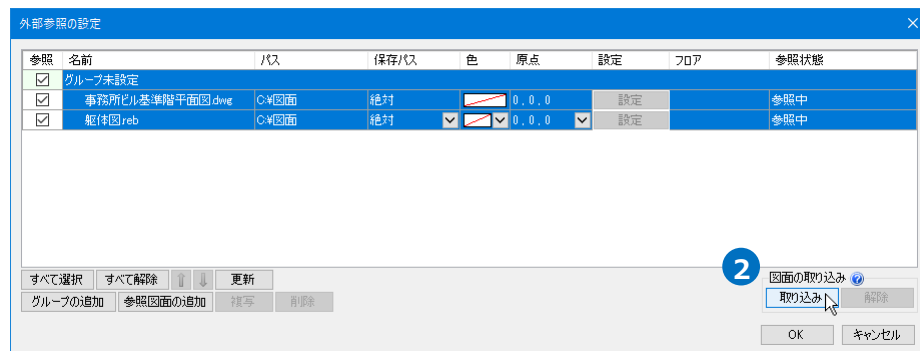 外部参照の設定
参照 名前 パス 保存パス 色 原点 設定 フロア 参照状態
グループ未設定
事務所ビル基準階平面図.dwg C:¥図面 絶対 0, 0, 0 設定 参照中
躯体図.reb C:¥図面 絶対 0, 0, 0 設定 参照中
すべて選択 すべて解除 更新
2
図面の取り込み
グループの追加 参照図面の追加 複写 削除
取り込み 解除
OK キャンセル